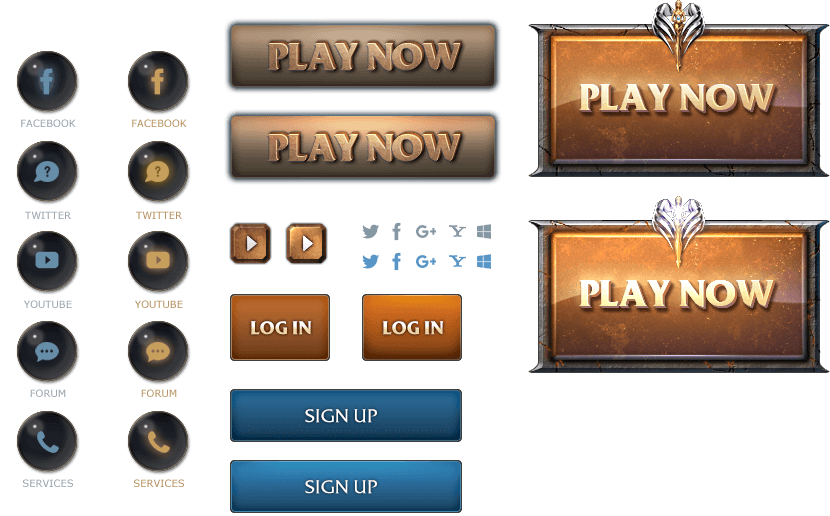 FACEBOOK
FACEBOOK
TWITTER
TWITTER
YOUTUBE
YOUTUBE
FORUM
FORUM
SERVICES
SERVICES
PLAY NOW
PLAY NOW
LOG IN
LOG IN
SIGN UP
SIGN UP
PLAY NOW
PLAY NOW